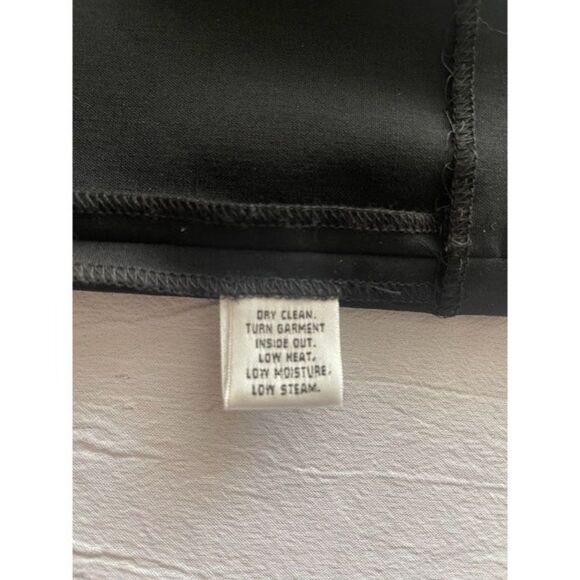 DRY CLEAN.
TURN GARMENT
INSIDE OUT.
LOW HEAT.
LOW MOISTURE.
LOW STEAM.